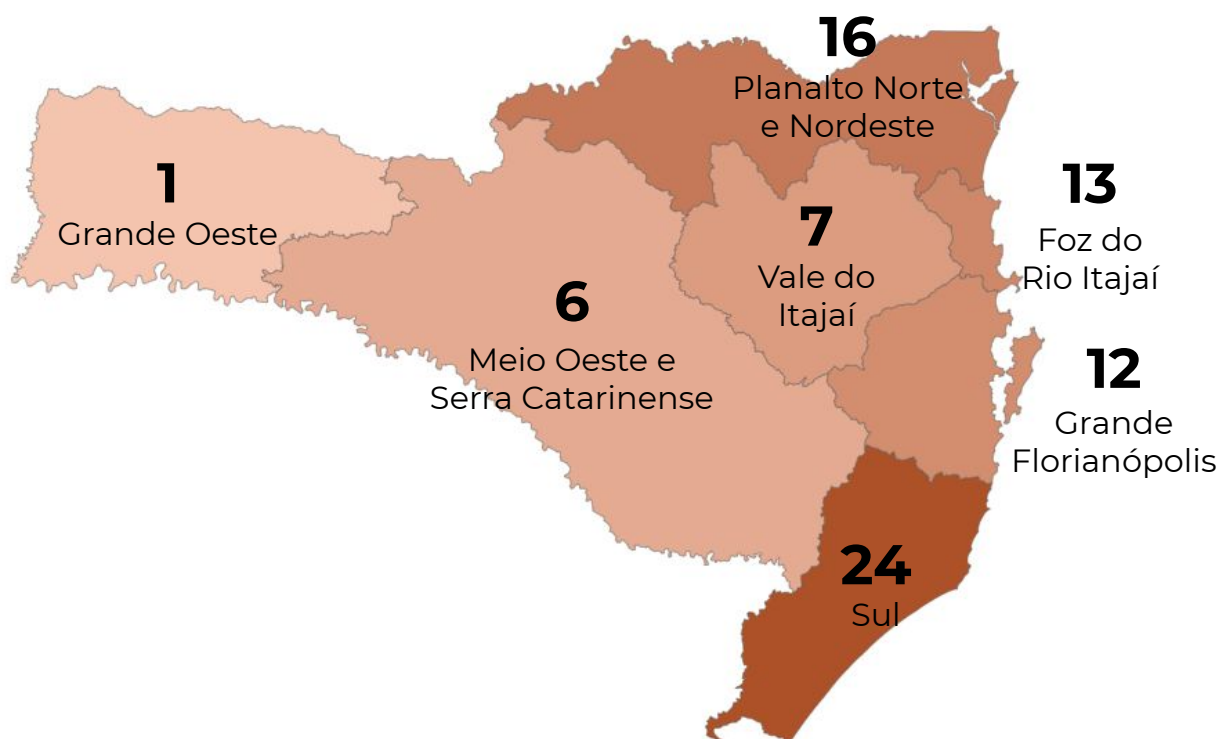 16
Planalto Norte
e Nordeste
1
Grande Oeste
13
Foz do
Rio Itajaí
7
Vale do
Itajaí
6
Meio Oeste e
Serra Catarinense
12
Grande
Florianópolis
24
Sul